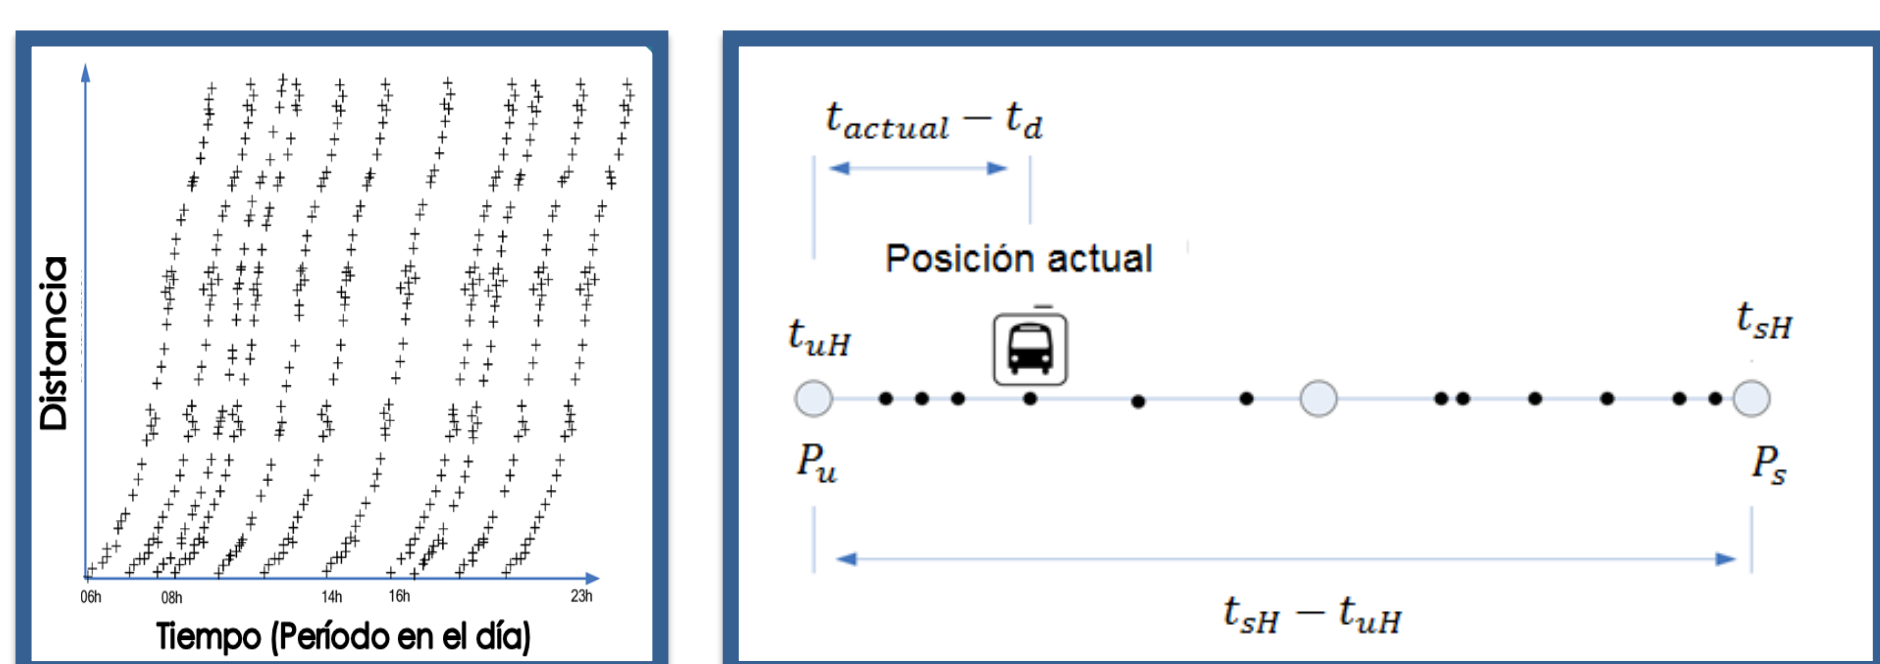 Distancia
06h 08h 14h 16h 23h
Tiempo (Período en el día)
t_actual − t_d
Posición actual
t_uH
t_sH
P_u
P_s
t_sH − t_uH